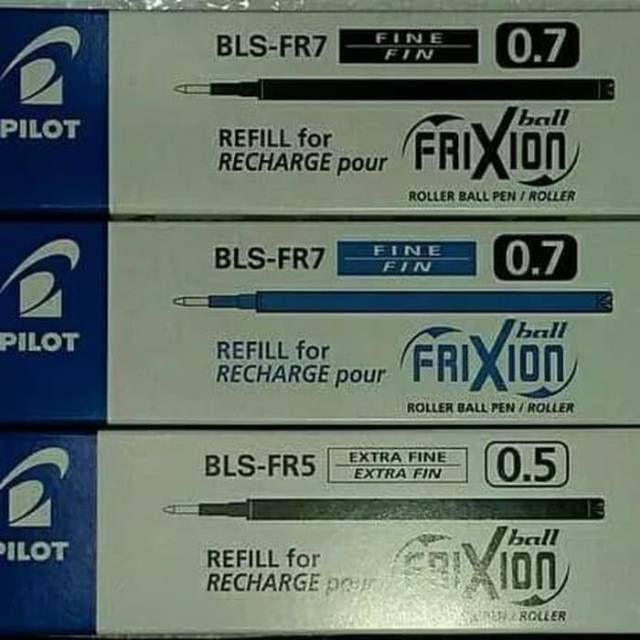 PILOT
BLS-FR7 FINE FIN 0.7
REFILL for
RECHARGE pour
FRIXION ball
ROLLER BALL PEN / ROLLER
PILOT
BLS-FR7 FINE FIN 0.7
REFILL for
RECHARGE pour
FRIXION ball
ROLLER BALL PEN / ROLLER
PILOT
BLS-FR5 EXTRA FINE EXTRA FIN 0.5
REFILL for
RECHARGE pour
FRIXION ball
PEN / ROLLER